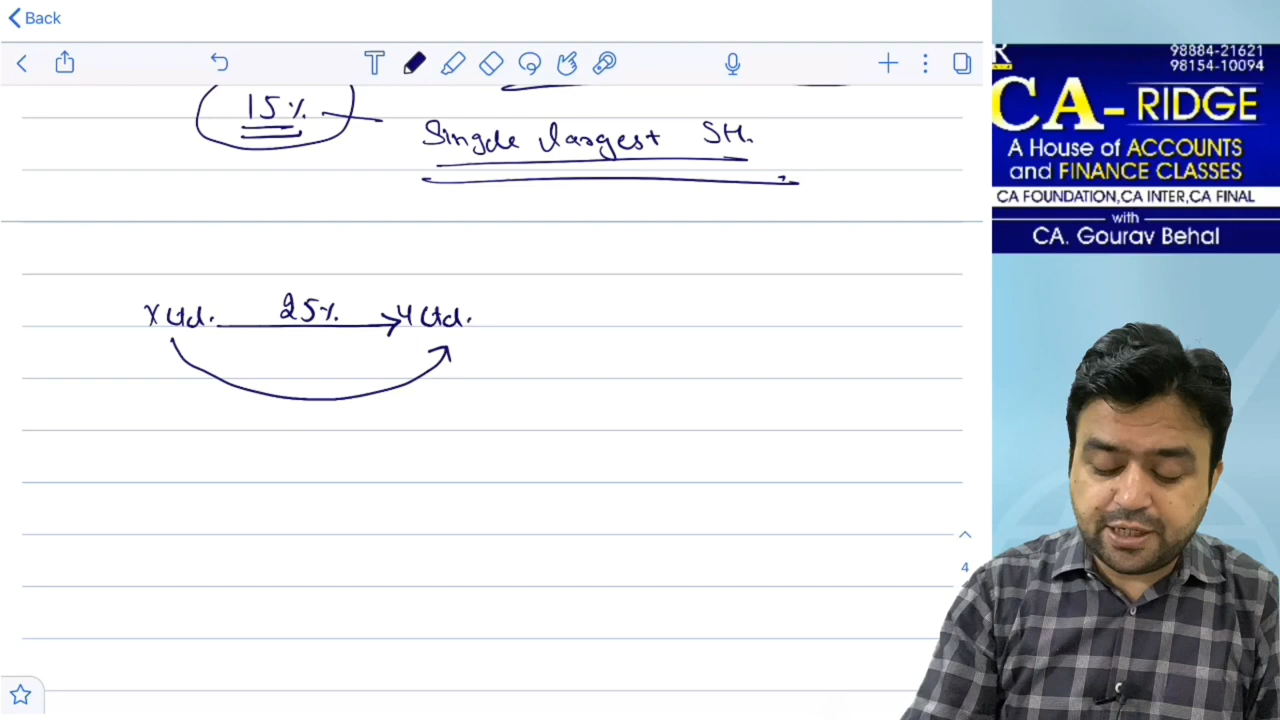 Back
98884-21621
98154-10094
R
CA-RIDGE
A House of ACCOUNTS
and FINANCE CLASSES
CA FOUNDATION,CA INTER,CA FINAL
with
CA. Gourav Behal
15%
Single largest SH.
X Ltd. 25% Y Ltd.
4